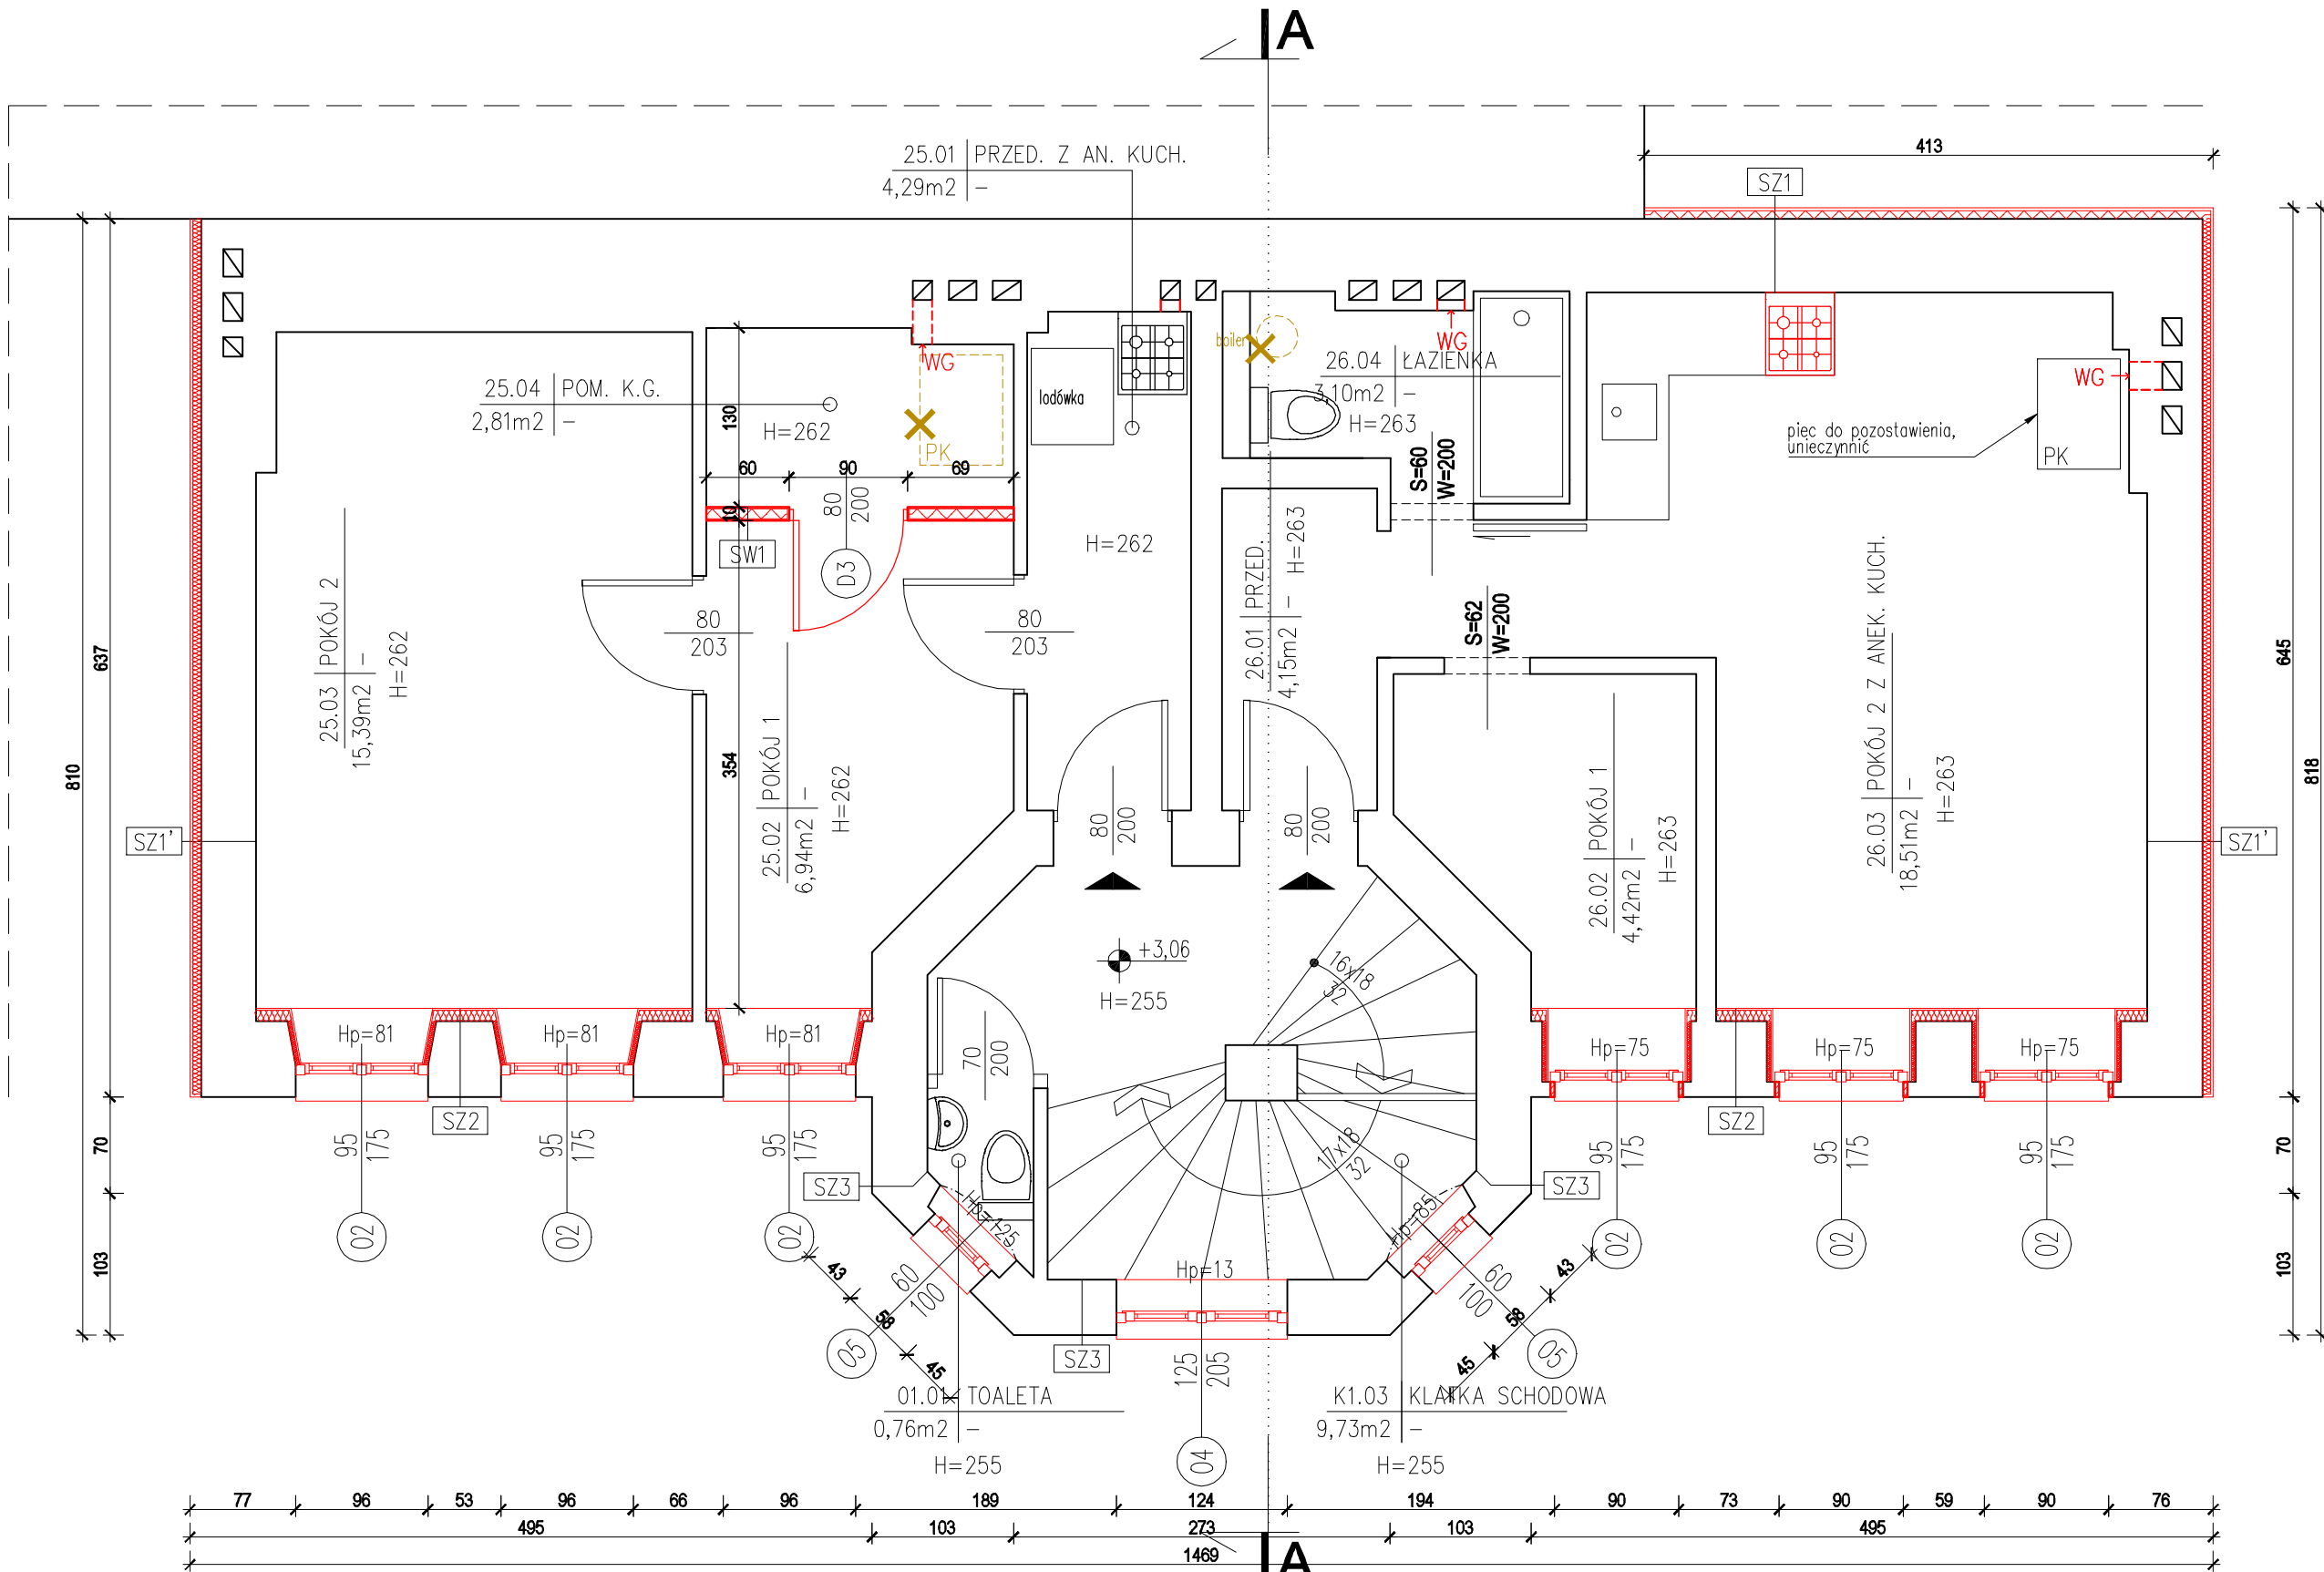 A
25.01 PRZED. Z AN. KUCH.
4,29m2 –
413
SZ1
WG
boiler
WG
26.04 ŁAZIENKA
3,10m2 –
H=263
25.04 POM. K.G.
2,81m2 –
H=262
130
PK
lodówka
WG
piec do pozostawienia,
unieczynnić
PK
60
90
69
S=60
W=200
10
80
200
SW1
D3
H=262
26.01 PRZED.
4,15m2 –
H=263
S=62
W=200
25.03 POKÓJ 2
15,39m2 –
H=262
80
203
80
203
637
810
645
818
354
25.02 POKÓJ 1
6,94m2 –
H=262
80
200
80
200
26.02 POKÓJ 1
4,42m2 –
H=263
26.03 POKÓJ 2 Z ANEK. KUCH.
18,51m2 –
H=263
SZ1'
SZ1'
+3,06
H=255
16x18
32
70
200
Hp=81
Hp=81
Hp=81
Hp=75
Hp=75
Hp=75
SZ2
SZ2
95
175
95
175
95
175
17x18
32
95
175
95
175
95
175
70
70
SZ3
SZ3
Hp=125
Hp=85
02
02
02
02
02
02
103
103
43
58
45
60
100
Hp=13
60
100
43
58
45
05
05
SZ3
125
205
01.01 TOALETA
0,76m2 –
H=255
K1.03 KLATKA SCHODOWA
9,73m2 –
H=255
04
77
96
53
96
66
96
189
124
194
90
73
90
59
90
76
495
103
273
103
495
1469
A